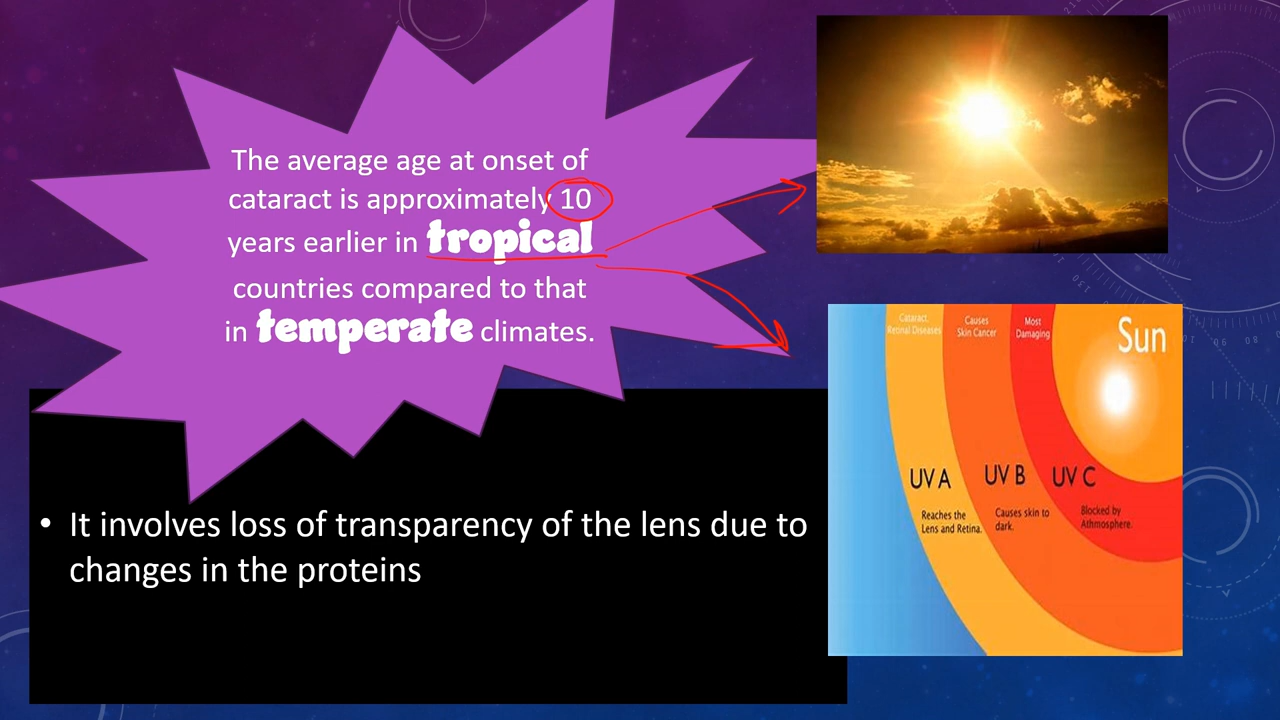 The average age at onset of
cataract is approximately 10
years earlier in tropical
countries compared to that
in temperate climates.
• It involves loss of transparency of the lens due to
changes in the proteins
Cataract,
Retinal Diseases
Causes
Skin Cancer
Most
Damaging
Sun
UV A
UV B
UV C
Reaches the
Lens and Retina.
Causes skin to
dark.
Blocked by
Athmosphere.